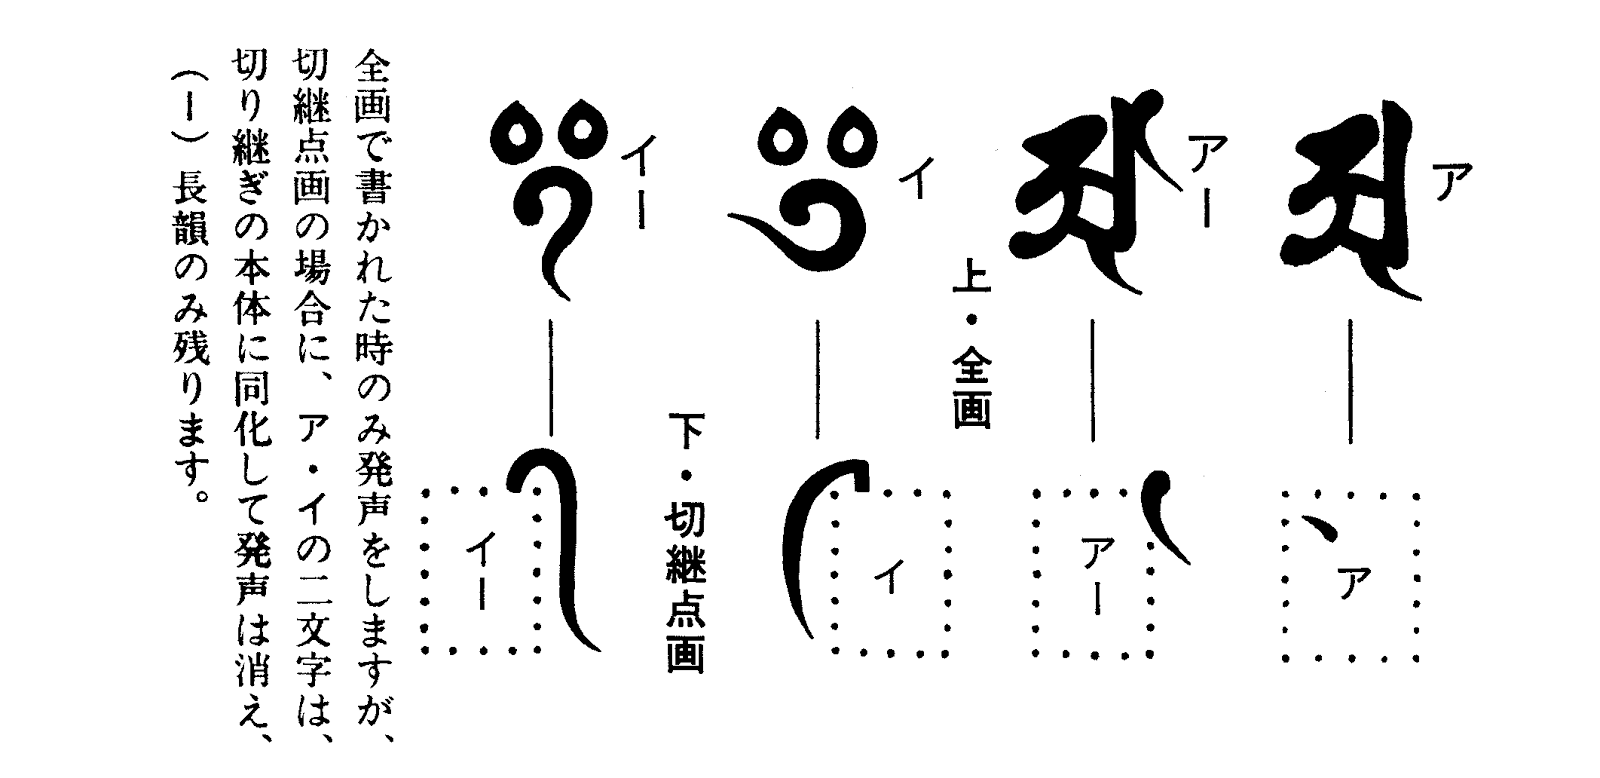 ア
アー
上・全画
イ
イー
ア
アー
イ
下・切継点画
イー
全画で書かれた時のみ発声をしますが、
切継点画の場合に、ア・イの二文字は、
切り継ぎの本体に同化して発声は消え、
(ー)長韻のみ残ります。